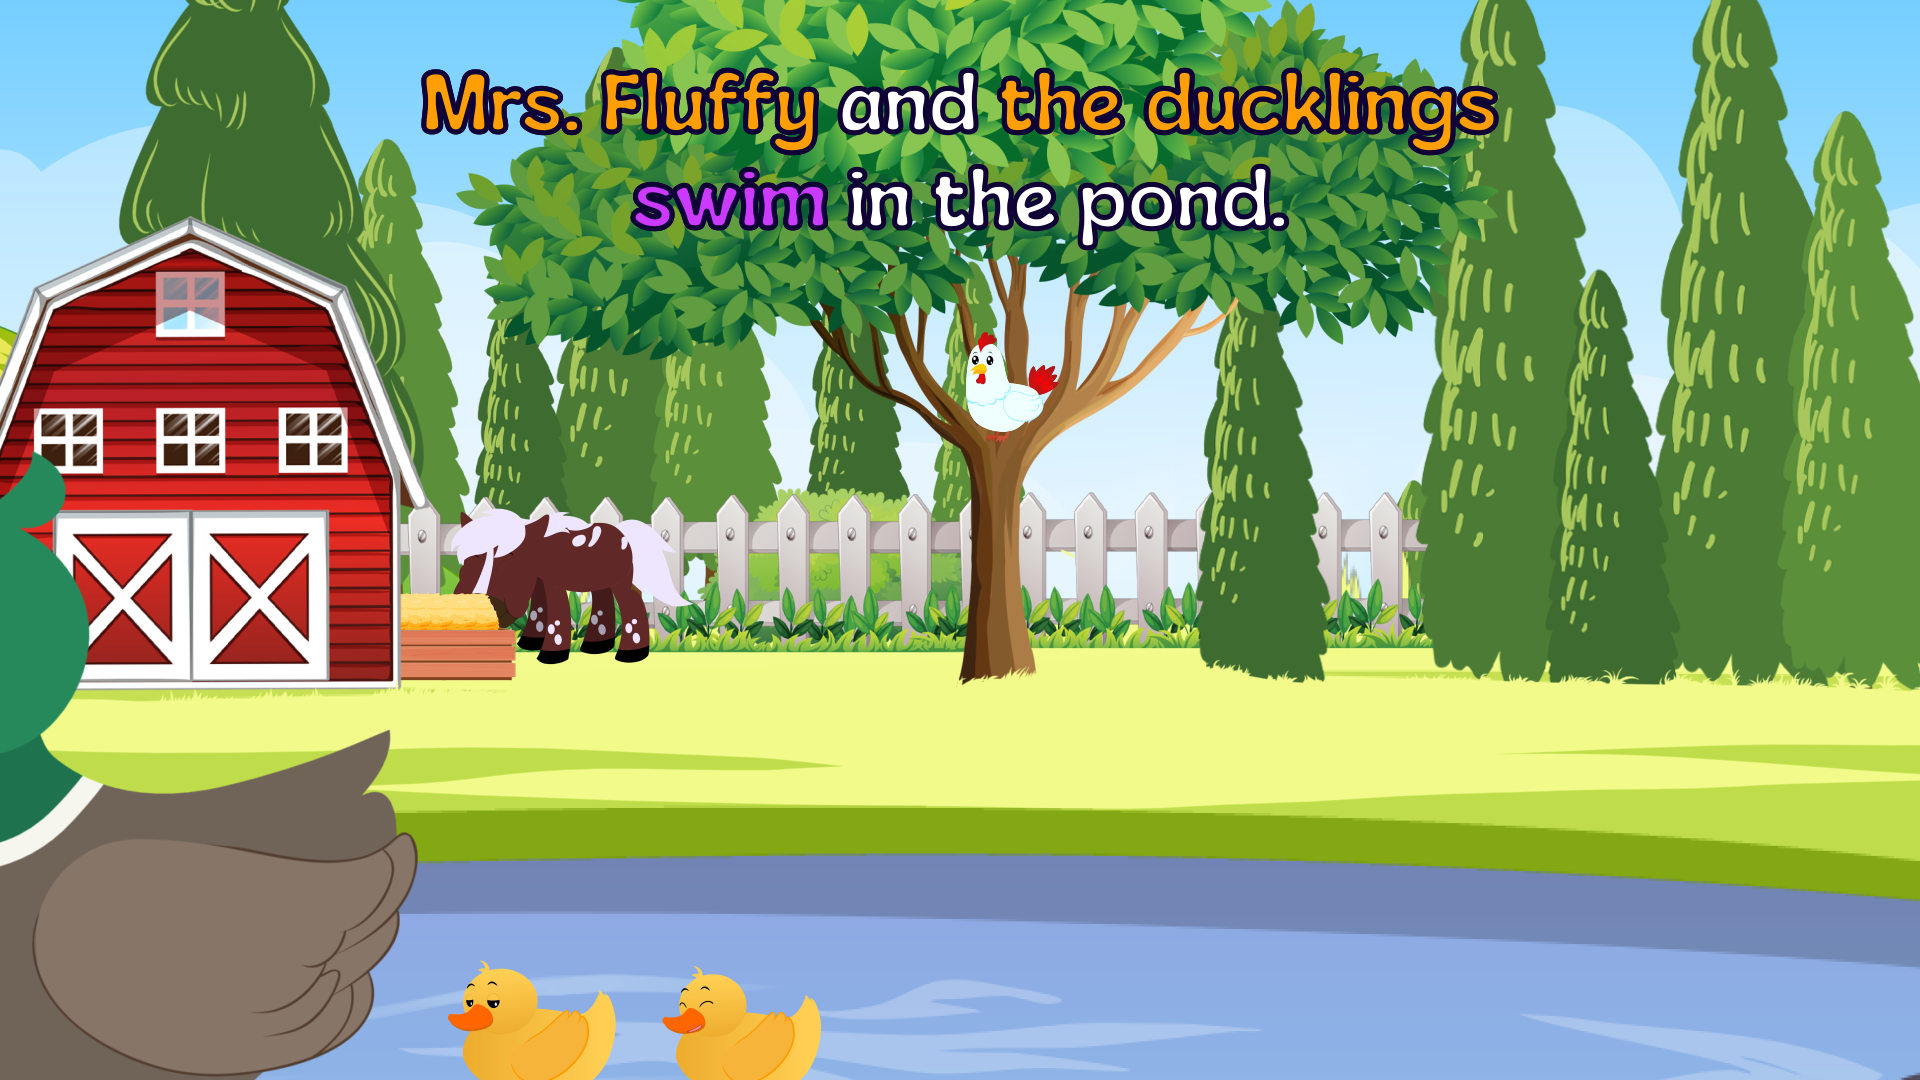 Mrs. Fluffy and the ducklings
swim in the pond.